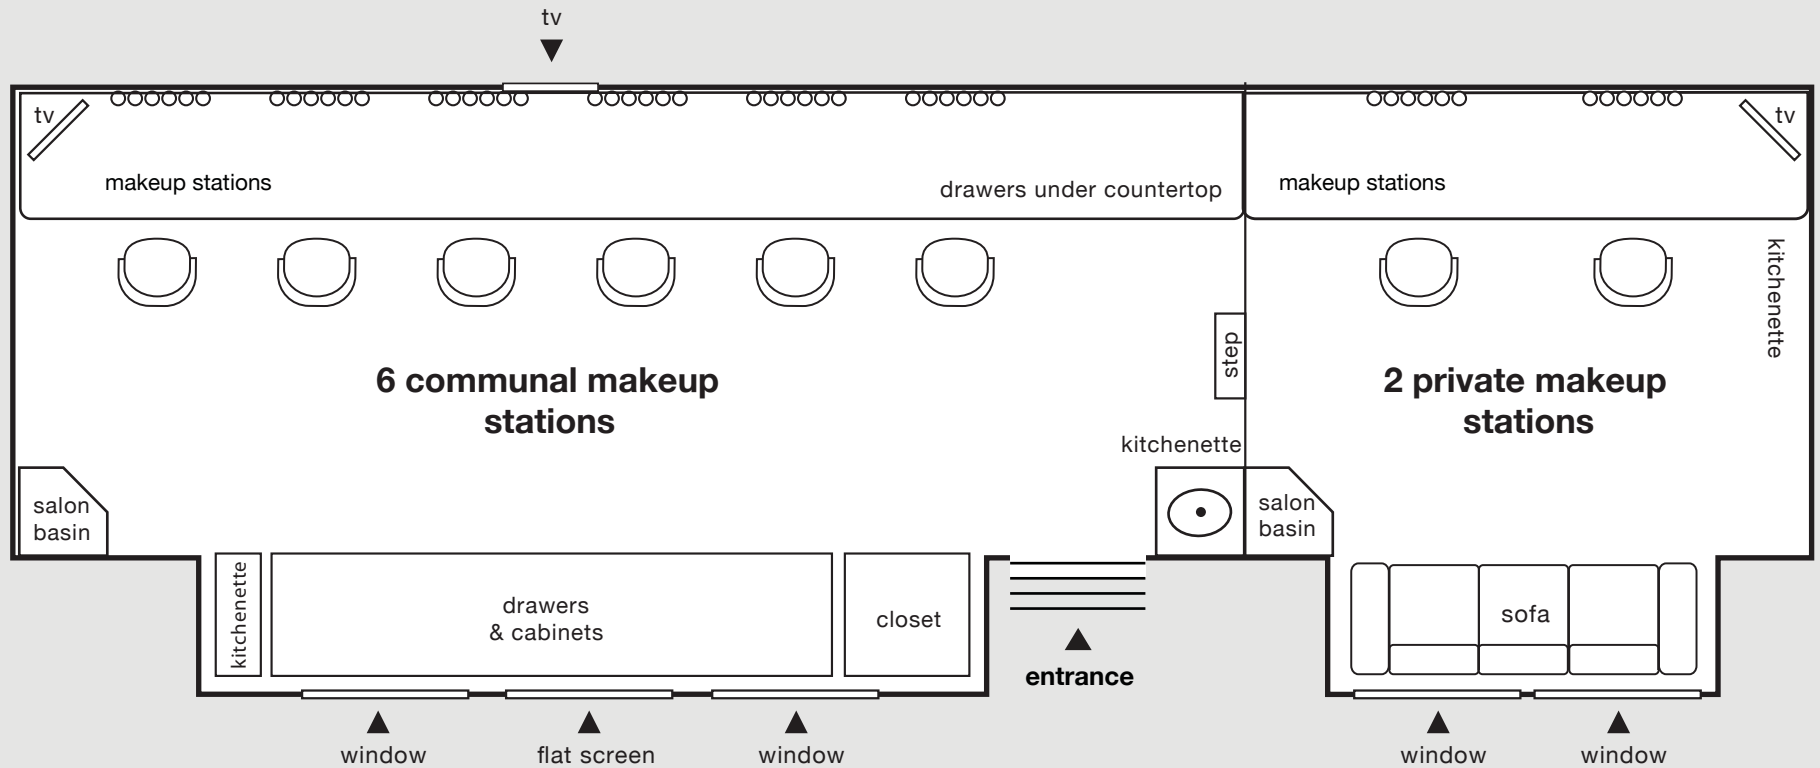 tv
tv
tv
makeup stations
drawers under countertop
makeup stations
kitchenette
step
6 communal makeup
stations
2 private makeup
stations
kitchenette
salon
basin
salon
basin
kitchenette
drawers
& cabinets
closet
sofa
entrance
window
flat screen
window
window
window